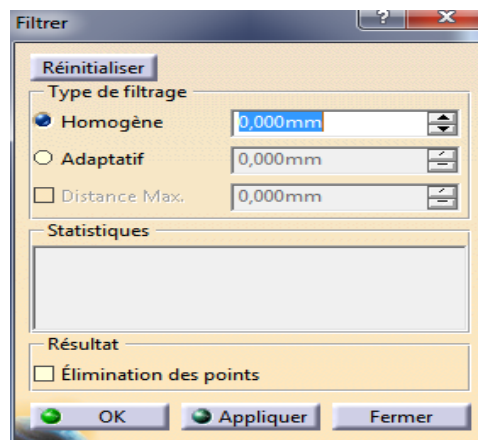 Filtrer
?
Réinitialiser
Type de filtrage
Homogène 0,000mm
Adaptatif 0,000mm
Distance Max. 0,000mm
Statistiques
Résultat
Élimination des points
OK Appliquer Fermer